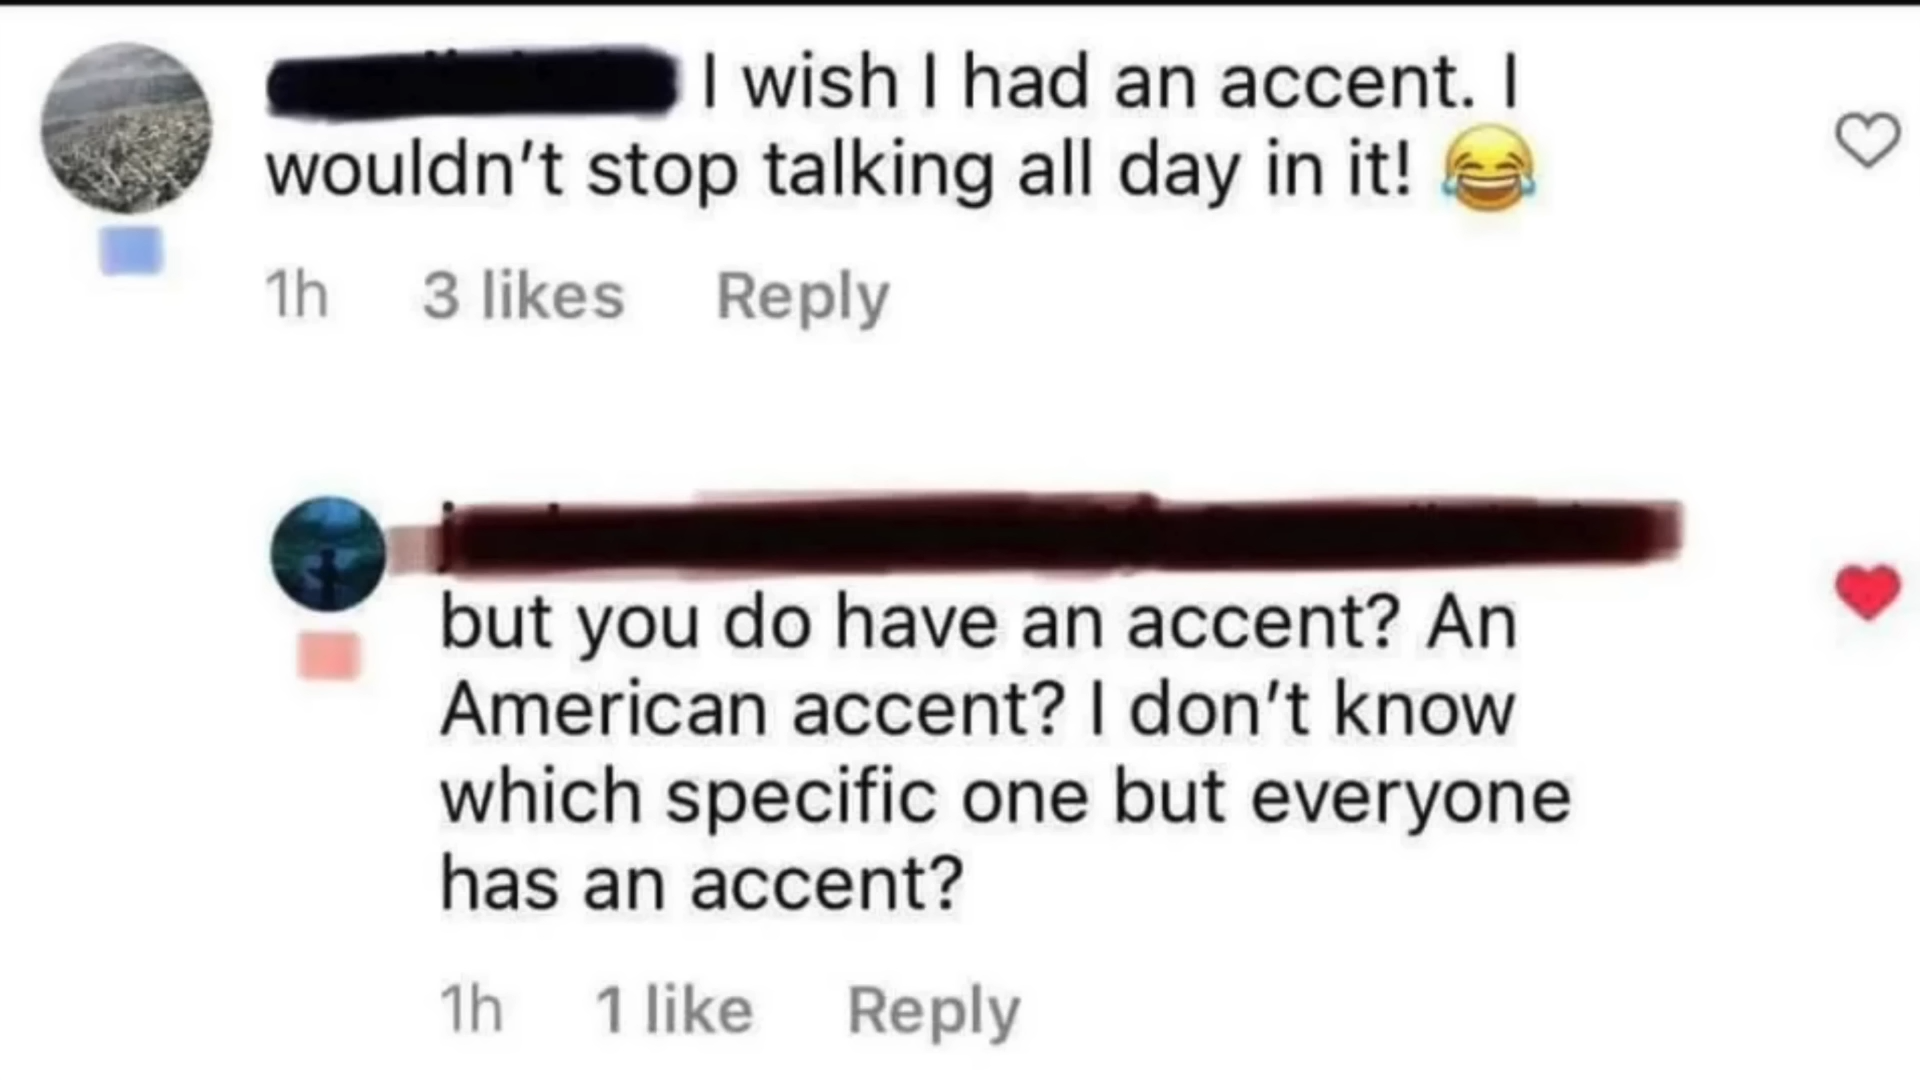 I wish I had an accent. I
wouldn't stop talking all day in it! 😂
1h 3 likes Reply
but you do have an accent? An
American accent? I don't know
which specific one but everyone
has an accent?
1h 1 like Reply